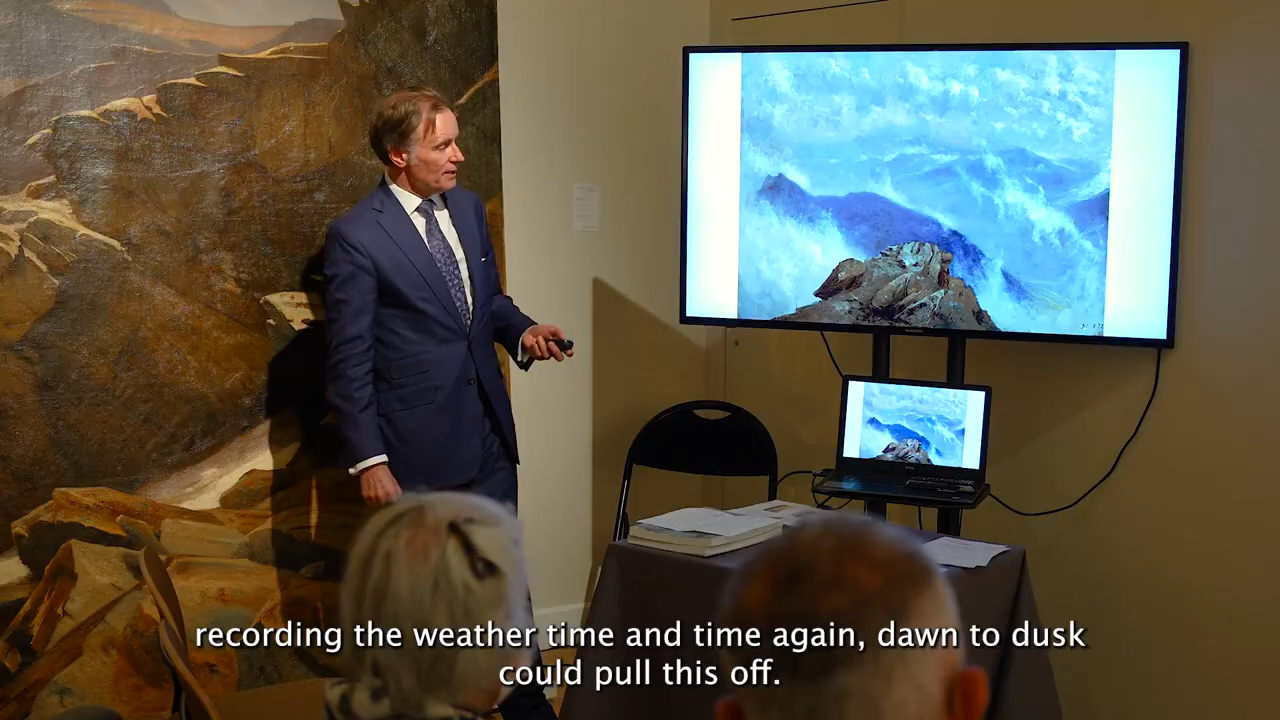 recording the weather time and time again, dawn to dusk
could pull this off.